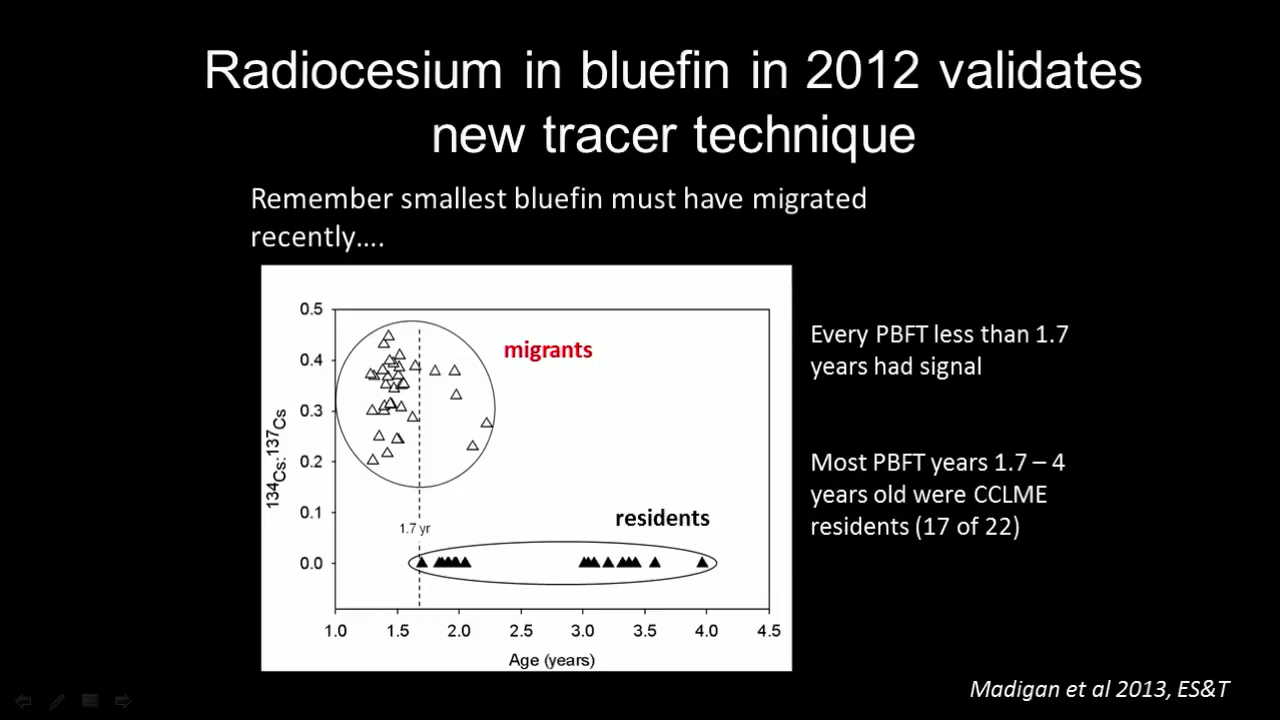 Radiocesium in bluefin in 2012 validates
new tracer technique
Remember smallest bluefin must have migrated
recently....
0.5
0.4
0.3
0.2
0.1
0.0
134Cs:137Cs
migrants
residents
1.7 yr
1.0 1.5 2.0 2.5 3.0 3.5 4.0 4.5
Age (years)
Every PBFT less than 1.7
years had signal
Most PBFT years 1.7 – 4
years old were CCLME
residents (17 of 22)
Madigan et al 2013, ES&T